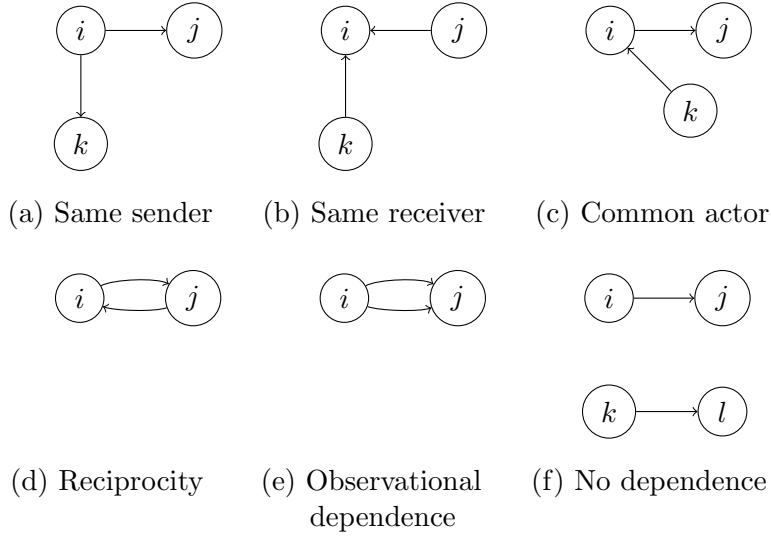 i j i j i j
k k k
(a) Same sender (b) Same receiver (c) Common actor
i j i j i j
k l
(d) Reciprocity (e) Observational (f) No dependence
dependence